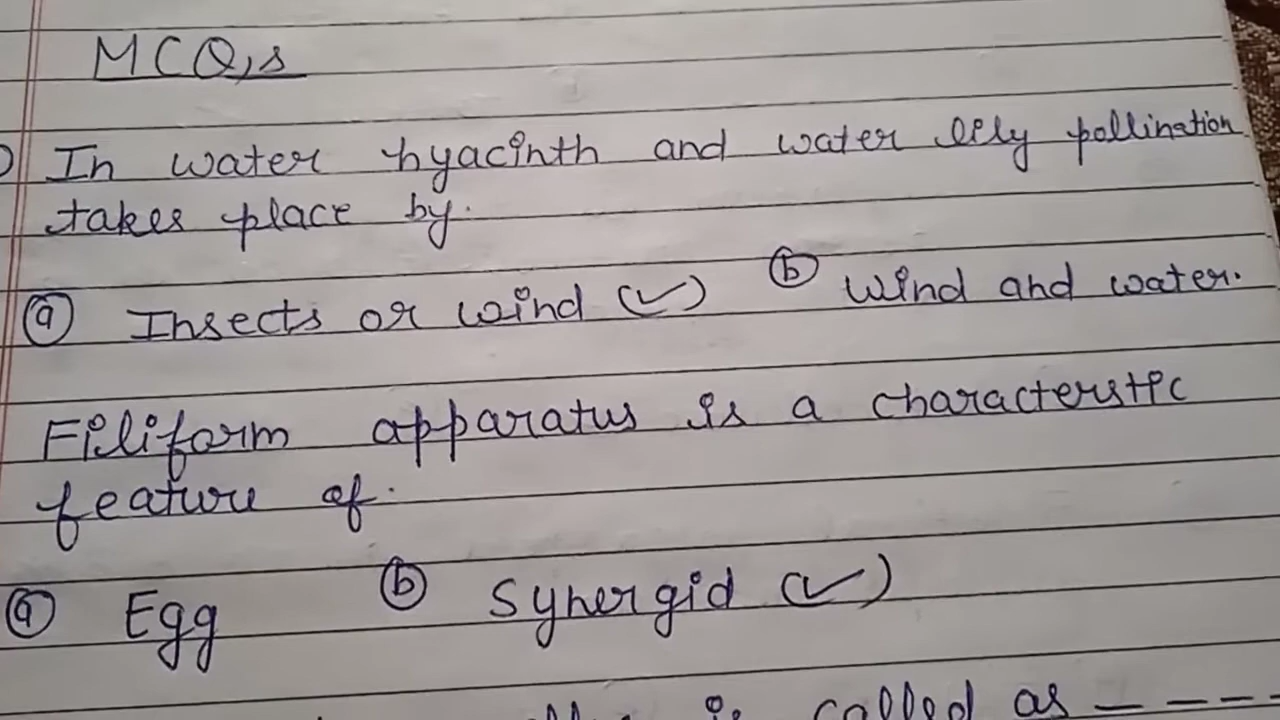 MCQ,s
In water hyacinth and water lily pollination
takes place by.
(a) Insects or wind (✓) (b) Wind and water.
Filiform apparatus is a characterstic
feature of.
(a) Egg (b) Synergid (✓)
is called as ----